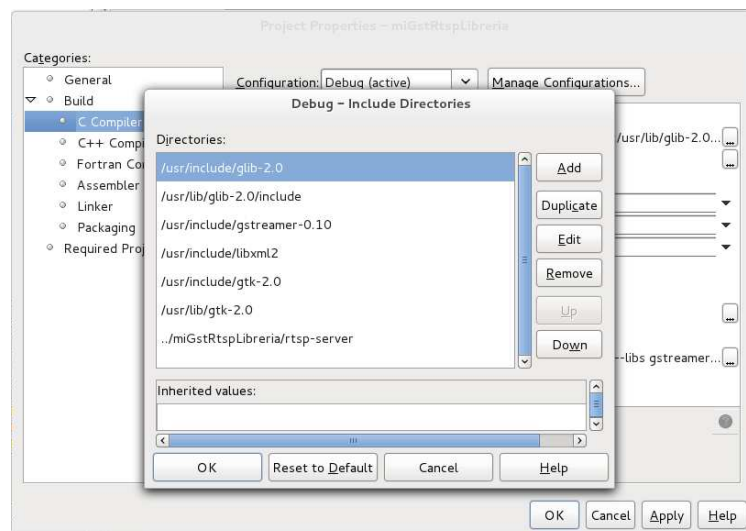 Project Properties – miGstRtspLibreria
Categories:
General
Configuration: Debug (active) Manage Configurations...
Build
Debug – Include Directories
C Compiler
Directories:
/usr/lib/glib-2.0...
C++ Compi
Fortran Co
Assembler
Linker
Packaging
Required Proj
/usr/include/glib-2.0
/usr/lib/glib-2.0/include
/usr/include/gstreamer-0.10
/usr/include/libxml2
/usr/include/gtk-2.0
/usr/lib/gtk-2.0
../miGstRtspLibreria/rtsp-server
Add
Duplicate
Edit
Remove
Up
Down
--libs gstreamer...
Inherited values:
OK Reset to Default Cancel Help
OK Cancel Apply Help